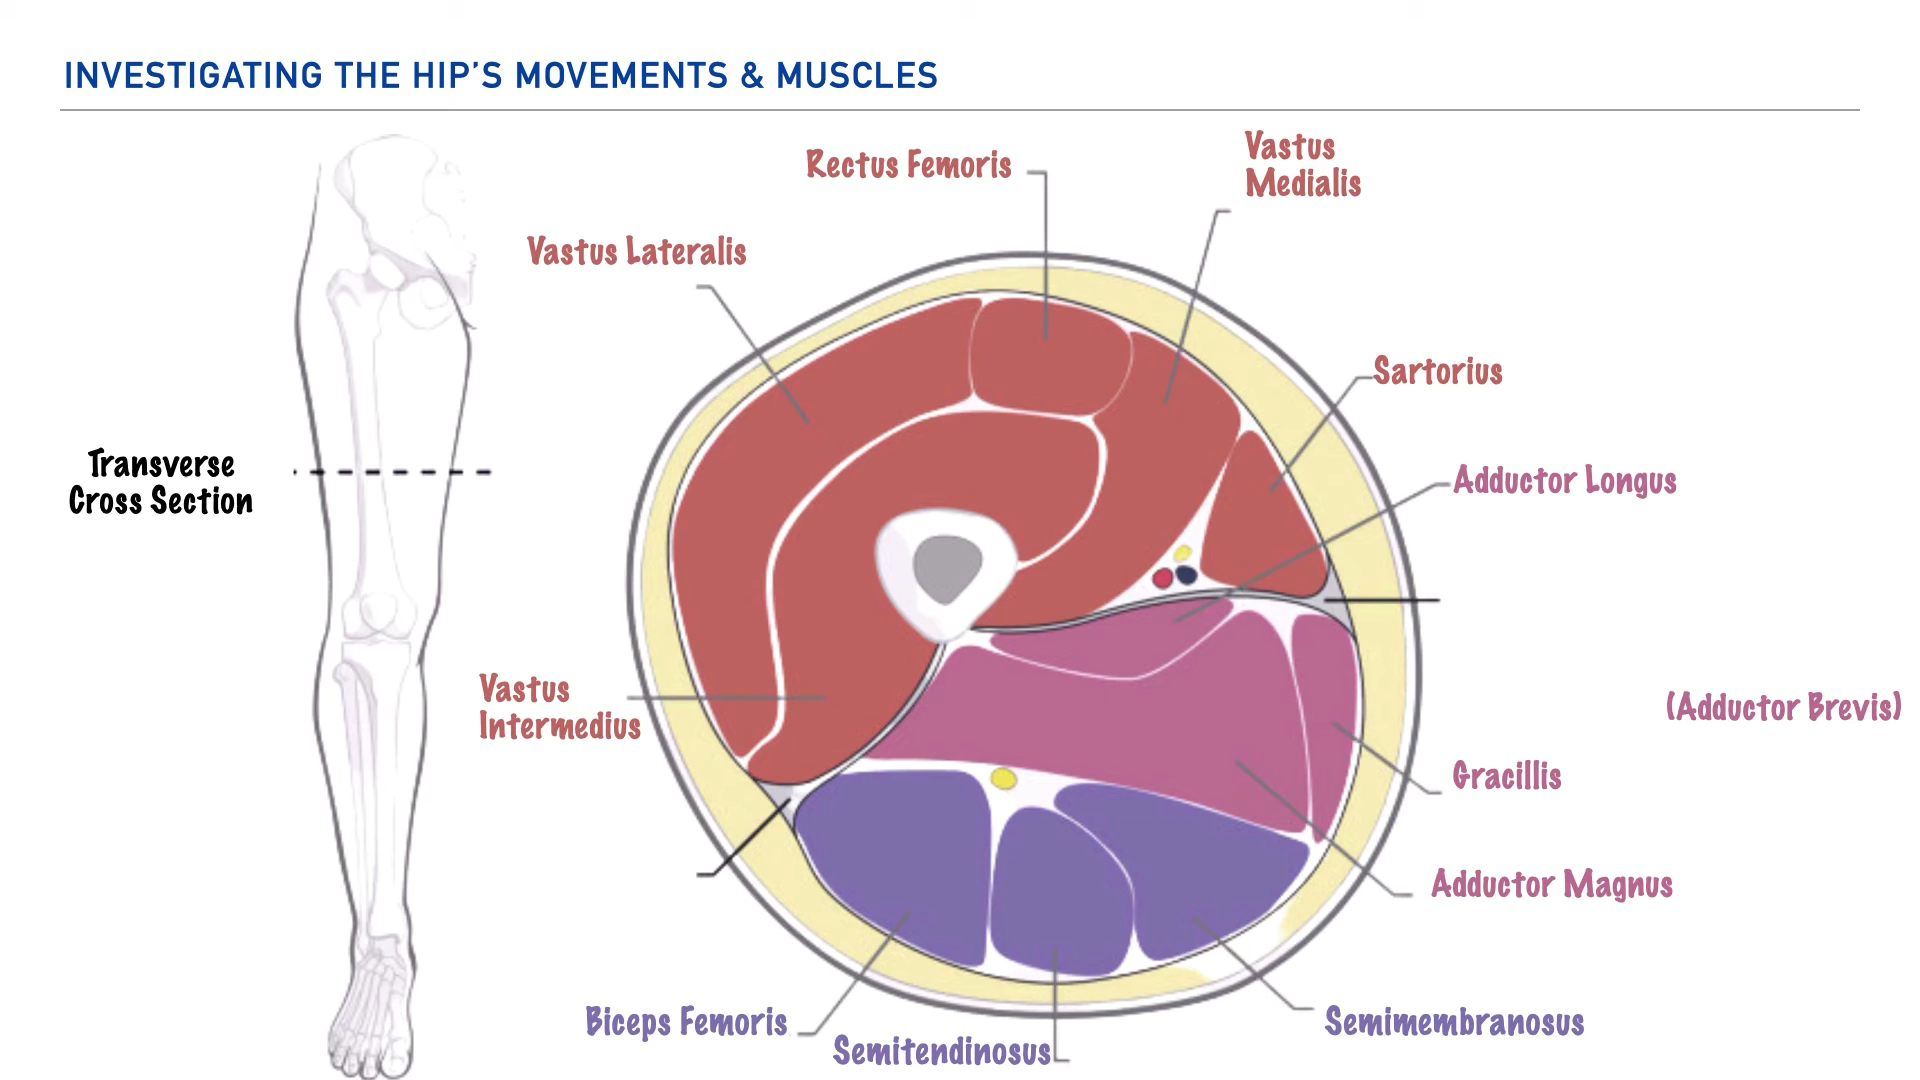 INVESTIGATING THE HIP'S MOVEMENTS & MUSCLES
Rectus Femoris
Vastus
Medialis
Vastus Lateralis
Sartorius
Transverse
Cross Section
Adductor Longus
Vastus
Intermedius
(Adductor Brevis)
Gracillis
Adductor Magnus
Biceps Femoris
Semitendinosus
Semimembranosus